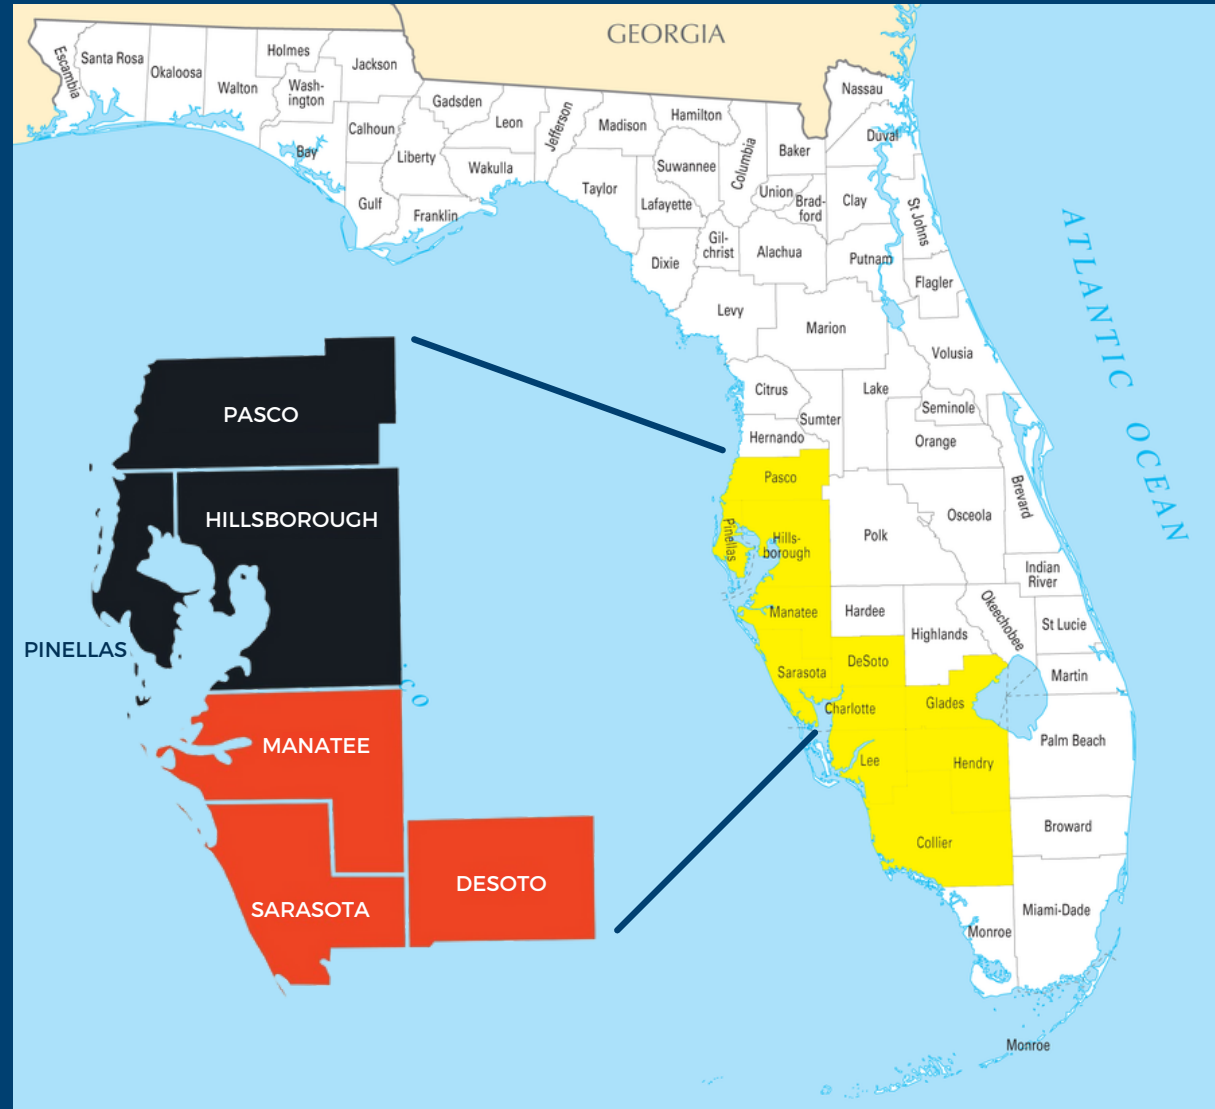 GEORGIA
Escambia
Santa Rosa
Okaloosa
Walton
Holmes
Wash-
ington
Jackson
Bay
Calhoun
Gulf
Liberty
Gadsden
Franklin
Leon
Wakulla
Jefferson
Madison
Taylor
Hamilton
Suwannee
Lafayette
Dixie
Columbia
Gil-
christ
Baker
Union
Brad-
ford
Alachua
Levy
Nassau
Duval
Clay
St Johns
Putnam
Flagler
Marion
Volusia
Citrus
Sumter
Lake
Hernando
Seminole
Orange
Brevard
Osceola
Polk
Pasco
Pinellas
Hills-
borough
Indian
River
Manatee
Hardee
Highlands
Okeechobee
St Lucie
Sarasota
DeSoto
Martin
Charlotte
Glades
Palm Beach
Lee
Hendry
Collier
Broward
Miami-Dade
Monroe
Monroe
ATLANTIC OCEAN
PASCO
HILLSBOROUGH
PINELLAS
co
MANATEE
SARASOTA
DESOTO